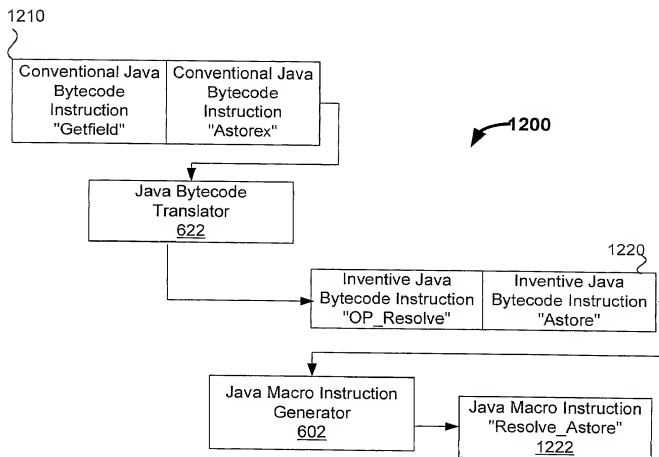 1210
Conventional Java
Bytecode
Instruction
"Getfield"
Conventional Java
Bytecode
Instruction
"Astorex"
1200
Java Bytecode
Translator
622
1220
Inventive Java
Bytecode Instruction
"OP_Resolve"
Inventive Java
Bytecode Instruction
"Astore"
Java Macro Instruction
Generator
602
Java Macro Instruction
"Resolve_Astore"
1222